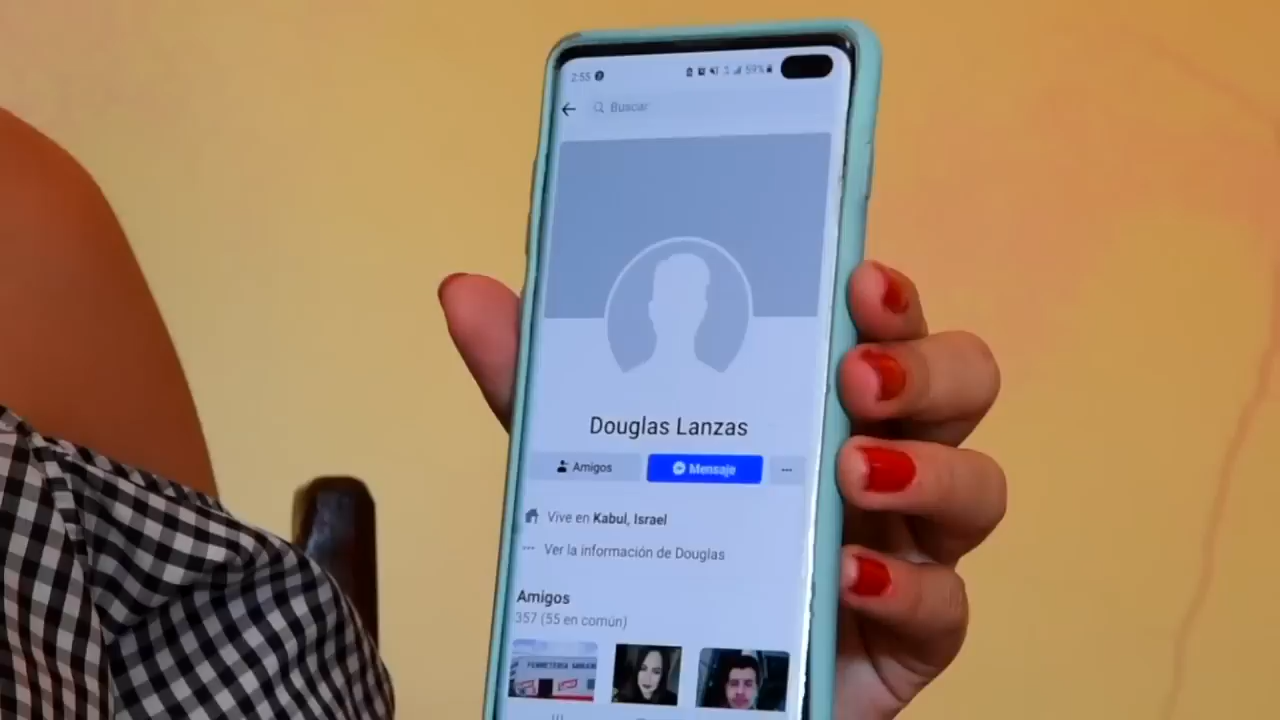 2:55 59%
Buscar
Douglas Lanzas
Amigos Mensaje
Vive en Kabul, Israel
Ver la información de Douglas
Amigos
357 (55 en común)